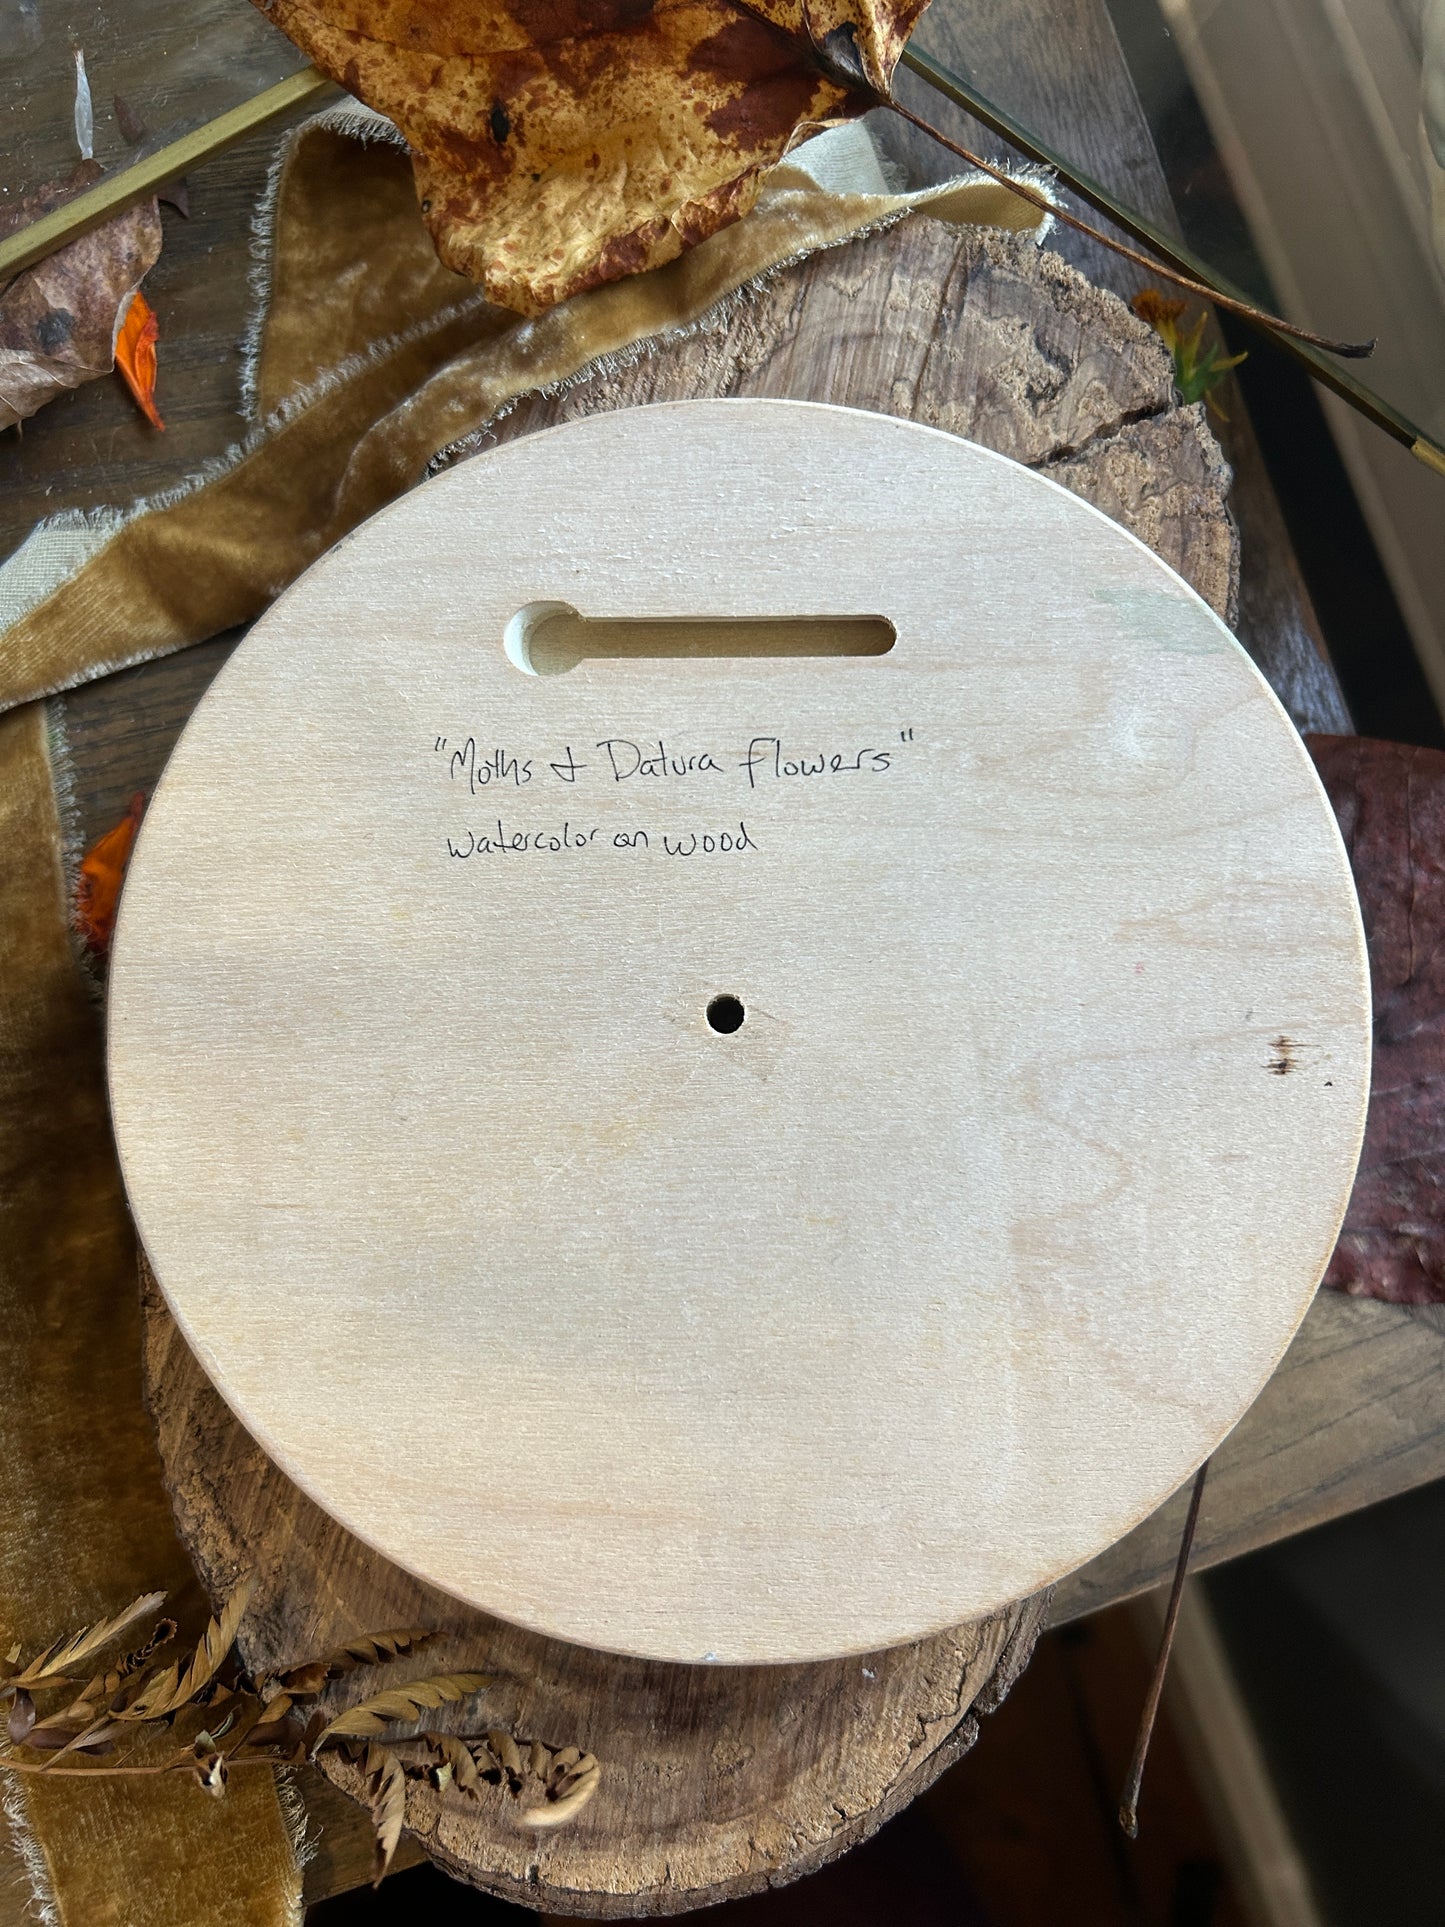 "Moths & Datura flowers"
watercolor on wood